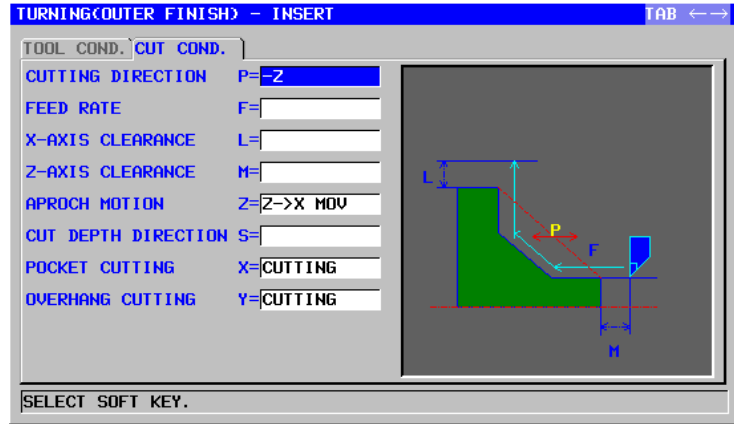 TURNING(OUTER FINISH) - INSERT TAB ←→
TOOL COND. CUT COND.
CUTTING DIRECTION P=-Z
FEED RATE F=
X-AXIS CLEARANCE L=
Z-AXIS CLEARANCE M=
APROCH MOTION Z=Z->X MOV
CUT DEPTH DIRECTION S=
POCKET CUTTING X=CUTTING
OVERHANG CUTTING Y=CUTTING
L
P
F
M
SELECT SOFT KEY.